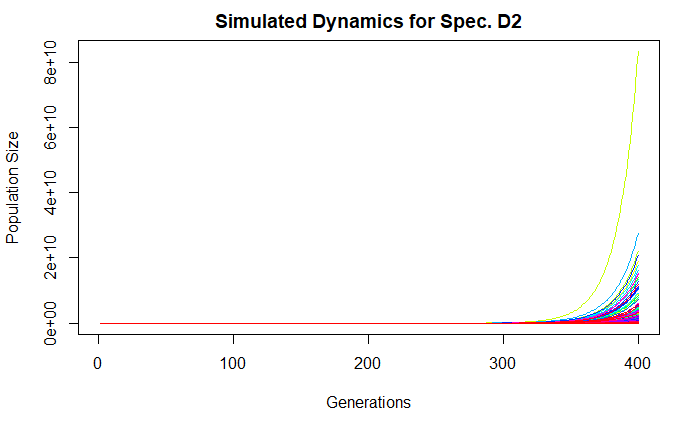 Simulated Dynamics for Spec. D2
Population Size
8e+10
6e+10
4e+10
2e+10
0e+00
0 100 200 300 400
Generations